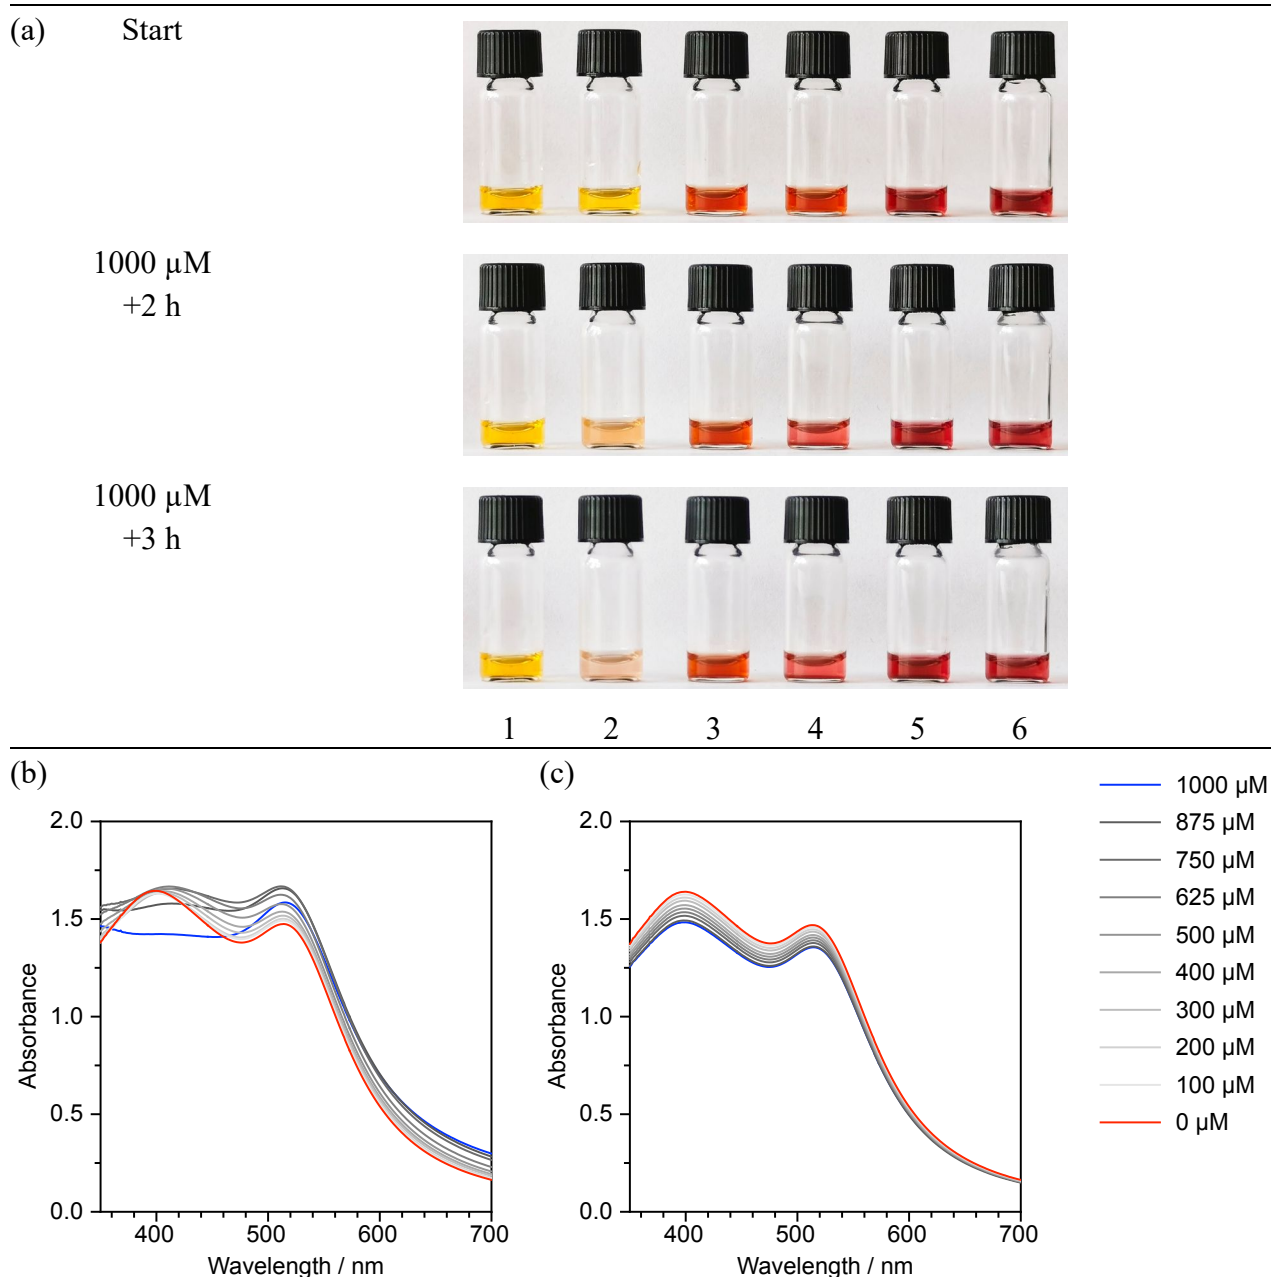 (a) Start
1000 µM
+2 h
1000 µM
+3 h
1 2 3 4 5 6
(b) (c)
2.0
1.5
1.0
0.5
0.0
Absorbance
400 500 600 700
Wavelength / nm
2.0
1.5
1.0
0.5
0.0
Absorbance
400 500 600 700
Wavelength / nm
1000 µM
875 µM
750 µM
625 µM
500 µM
400 µM
300 µM
200 µM
100 µM
0 µM